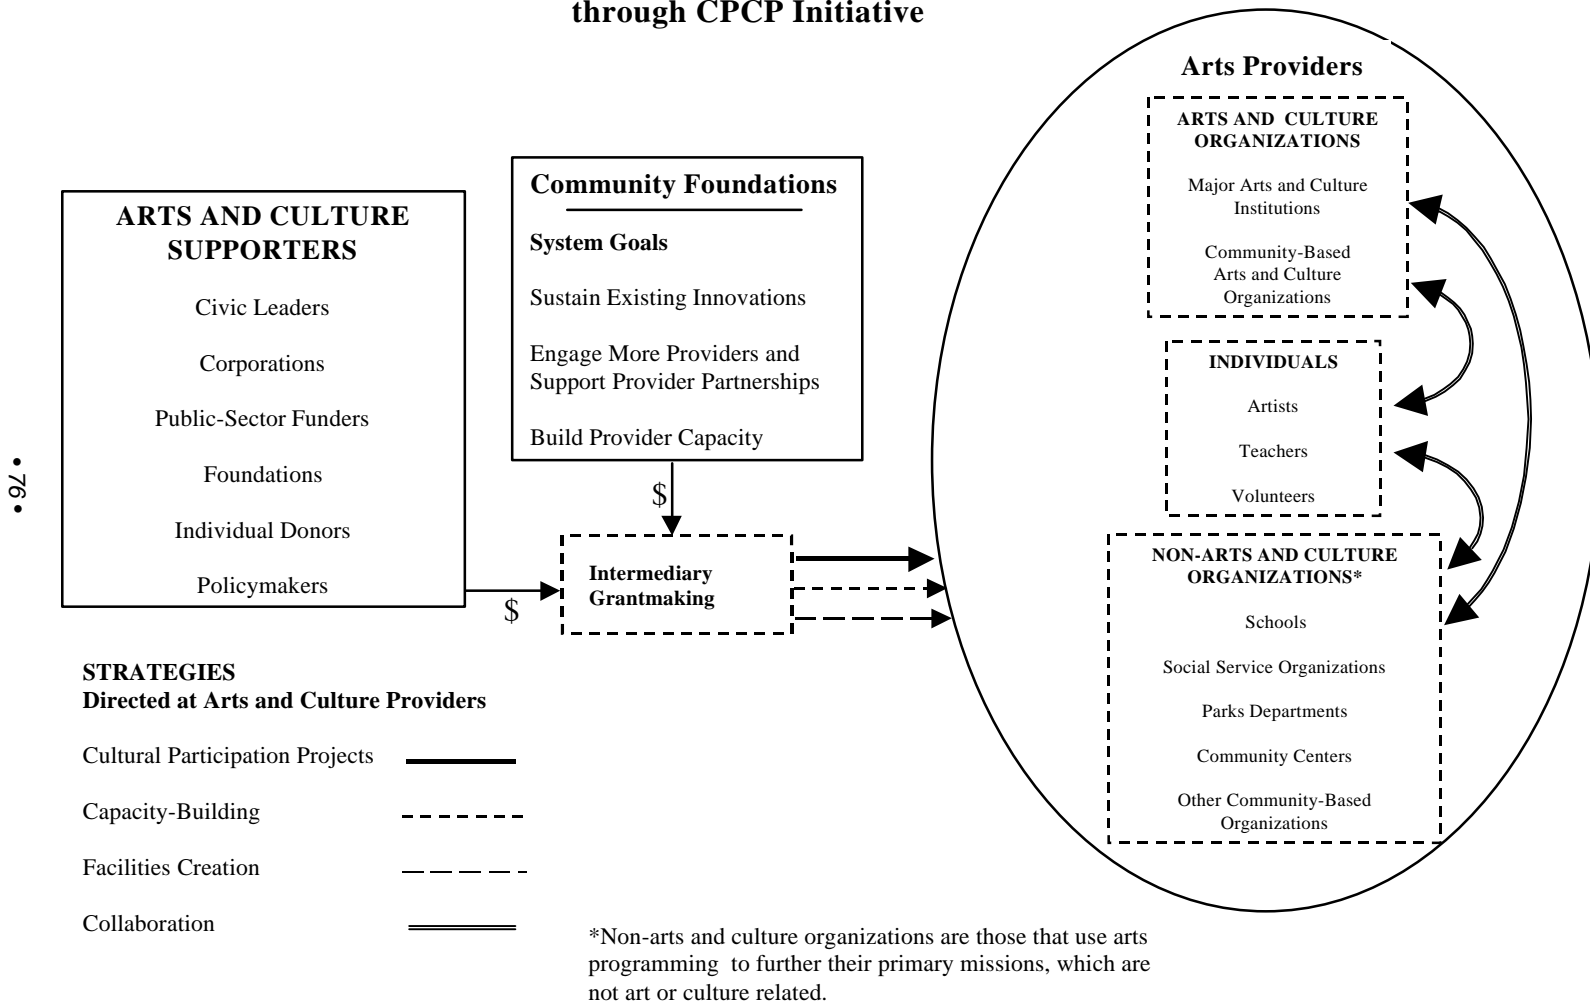 through CPCP Initiative
ARTS AND CULTURE
SUPPORTERS
Civic Leaders
Corporations
Public-Sector Funders
Foundations
Individual Donors
Policymakers
$
Community Foundations
System Goals
Sustain Existing Innovations
Engage More Providers and
Support Provider Partnerships
Build Provider Capacity
$
Intermediary
Grantmaking
Arts Providers
ARTS AND CULTURE
ORGANIZATIONS
Major Arts and Culture
Institutions
Community-Based
Arts and Culture
Organizations
INDIVIDUALS
Artists
Teachers
Volunteers
NON-ARTS AND CULTURE
ORGANIZATIONS*
Schools
Social Service Organizations
Parks Departments
Community Centers
Other Community-Based
Organizations
STRATEGIES
Directed at Arts and Culture Providers
Cultural Participation Projects
Capacity-Building
Facilities Creation
Collaboration
*Non-arts and culture organizations are those that use arts
programming to further their primary missions, which are
not art or culture related.
• 76 •